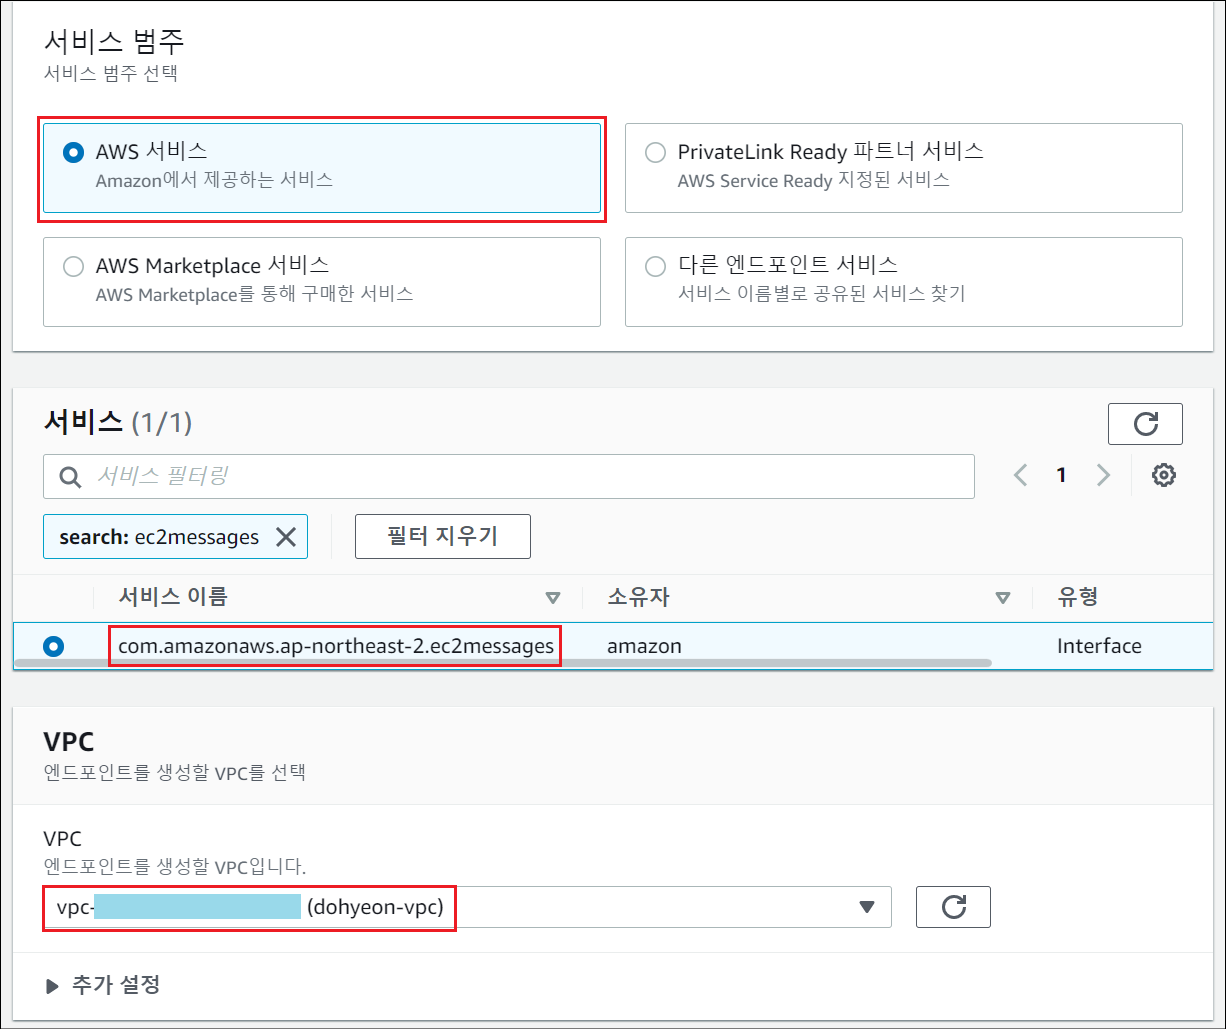 서비스 범주
서비스 범주 선택
AWS 서비스
Amazon에서 제공하는 서비스
PrivateLink Ready 파트너 서비스
AWS Service Ready 지정된 서비스
AWS Marketplace 서비스
AWS Marketplace를 통해 구매한 서비스
다른 엔드포인트 서비스
서비스 이름별로 공유된 서비스 찾기
서비스 (1/1)
서비스 필터링
1
search: ec2messages
필터 지우기
서비스 이름 소유자 유형
com.amazonaws.ap-northeast-2.ec2messages amazon Interface
VPC
엔드포인트를 생성할 VPC를 선택
VPC
엔드포인트를 생성할 VPC입니다.
vpc- (dohyeon-vpc)
추가 설정